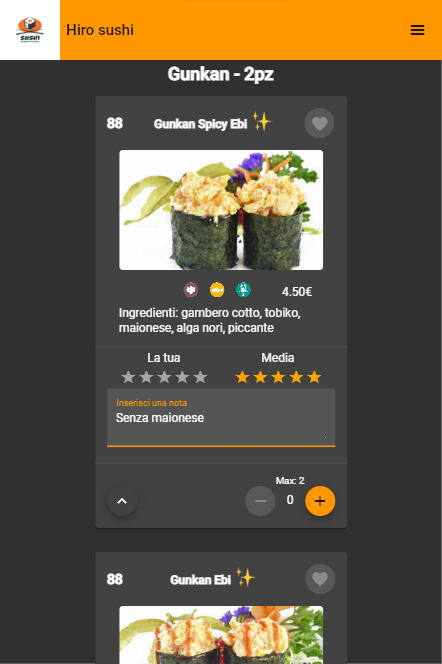 SUSHI
Hiro sushi
Gunkan - 2pz
88 Gunkan Spicy Ebi ✨
4.50€
Ingredienti: gambero cotto, tobiko,
maionese, alga nori, piccante
La tua Media
Inserisci una nota
Senza maionese
Max: 2
0
88 Gunkan Ebi ✨